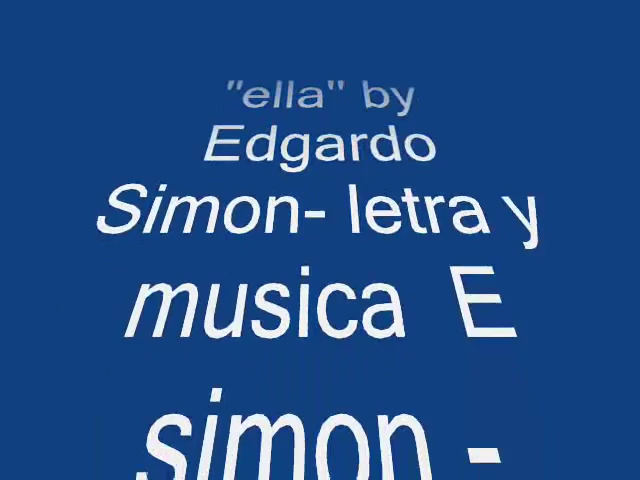 "ella" by
Edgardo
Simon- letra y
musica E
simon -